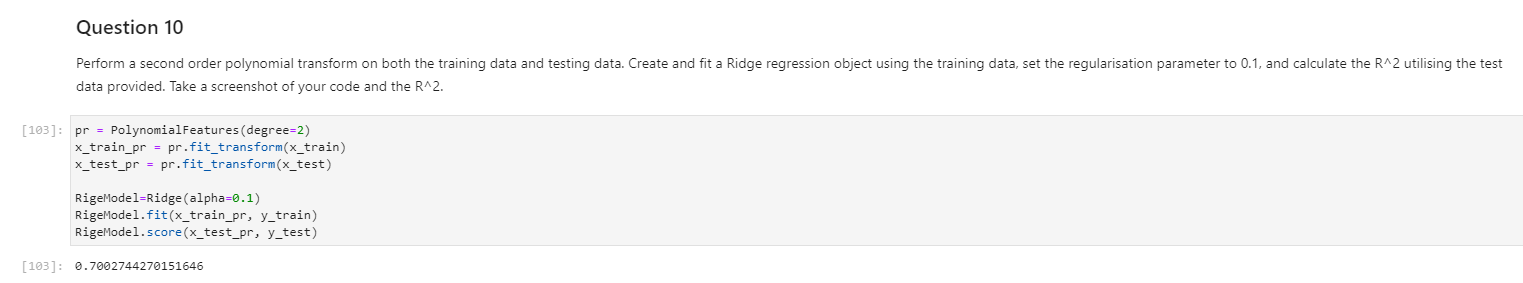 Question 10
Perform a second order polynomial transform on both the training data and testing data. Create and fit a Ridge regression object using the training data, set the regularisation parameter to 0.1, and calculate the R^2 utilising the test
data provided. Take a screenshot of your code and the R^2.
[103]: pr = PolynomialFeatures(degree=2)
x_train_pr = pr.fit_transform(x_train)
x_test_pr = pr.fit_transform(x_test)
RigeModel=Ridge(alpha=0.1)
RigeModel.fit(x_train_pr, y_train)
RigeModel.score(x_test_pr, y_test)
[103]: 0.7002744270151646